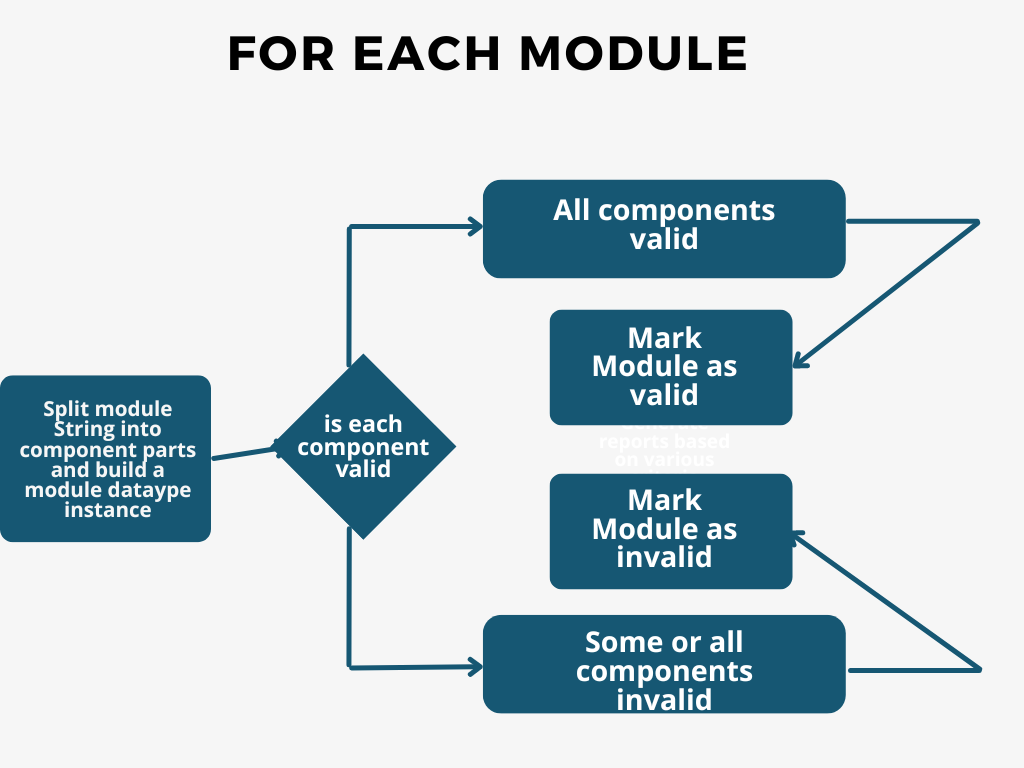 FOR EACH MODULE
All components
valid
Mark
Module as
valid
Split module
String into
component parts
and build a
module dataype
instance
is each
component
valid
reports based
on various
Mark
Module as
invalid
Some or all
components
invalid